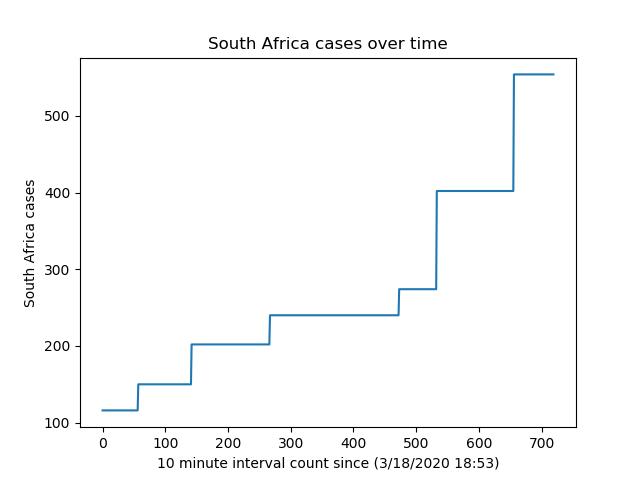 South Africa cases over time
500
400
300
200
100
South Africa cases
0 100 200 300 400 500 600 700
10 minute interval count since (3/18/2020 18:53)